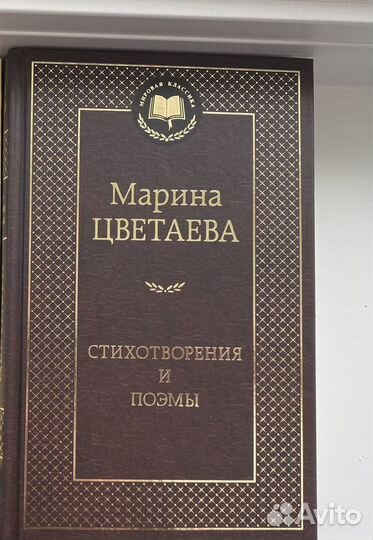 МИРОВАЯ КЛАССИКА
Марина
ЦВЕТАЕВА
СТИХОТВОРЕНИЯ
И
ПОЭМЫ
Avito